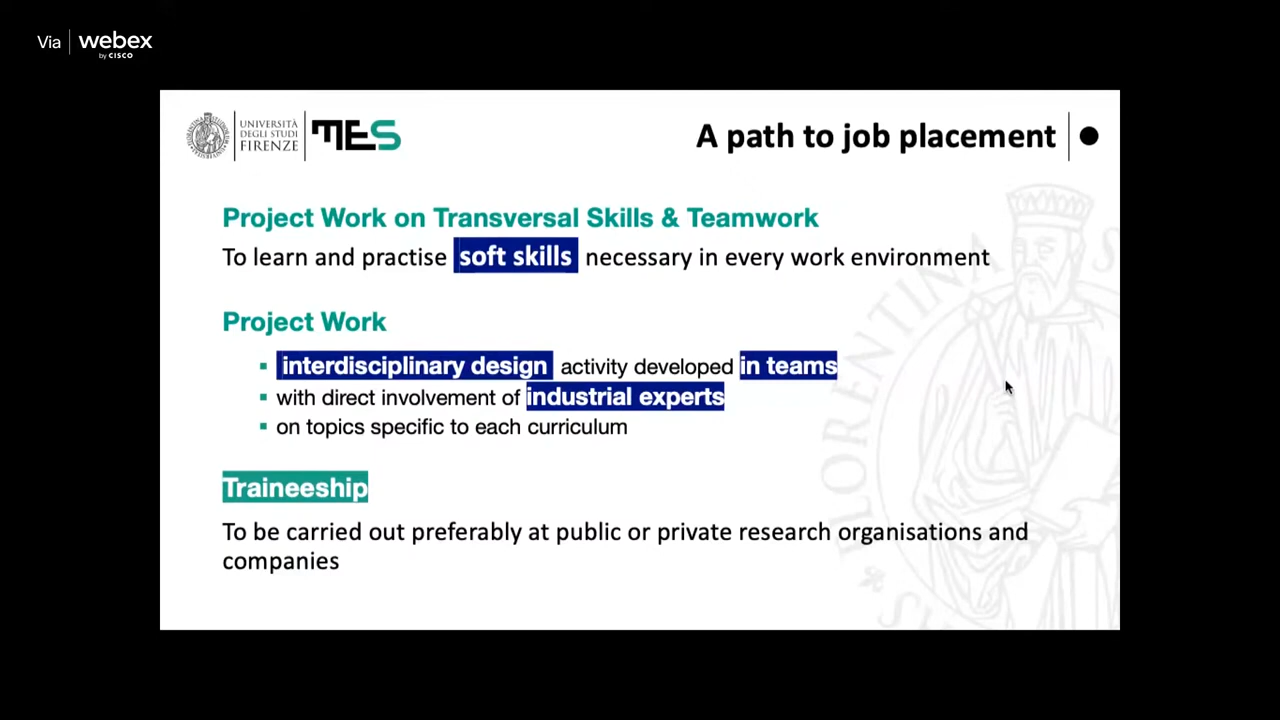 Via webex
by CISCO
UNIVERSITÀ
DEGLI STUDI
FIRENZE
MES
A path to job placement
Project Work on Transversal Skills & Teamwork
To learn and practise soft skills necessary in every work environment
Project Work
▪ interdisciplinary design activity developed in teams
▪ with direct involvement of industrial experts
▪ on topics specific to each curriculum
Traineeship
To be carried out preferably at public or private research organisations and
companies